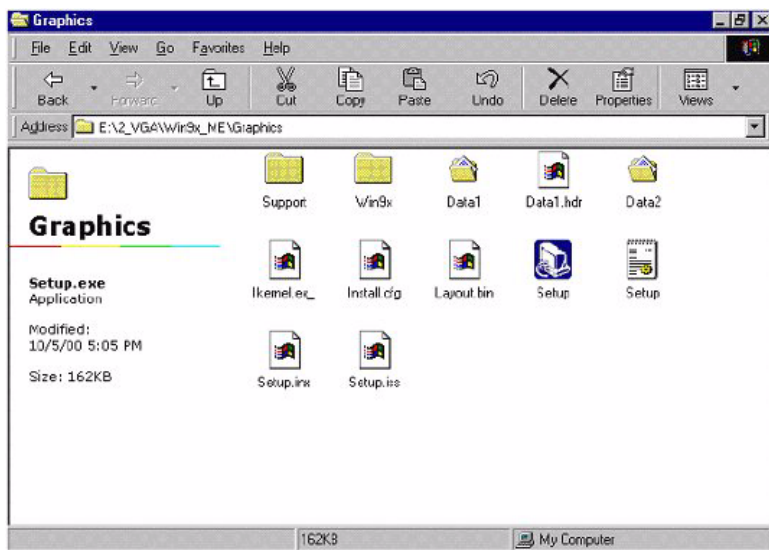 Graphics
File Edit View Go Favorites Help
Back Forward Up Cut Copy Paste Undo Delete Properties Views
Address E:\2_VGA\Win9x_ME\Graphics
Graphics
Setup.exe
Application
Modified:
10/5/00 5:05 PM
Size: 162KB
Support Win9x Data1 Data1.hdr Data2
Ikernel.ex_ Install.cfg Layout.bin Setup Setup
Setup.inx Setup.iss
162KB My Computer